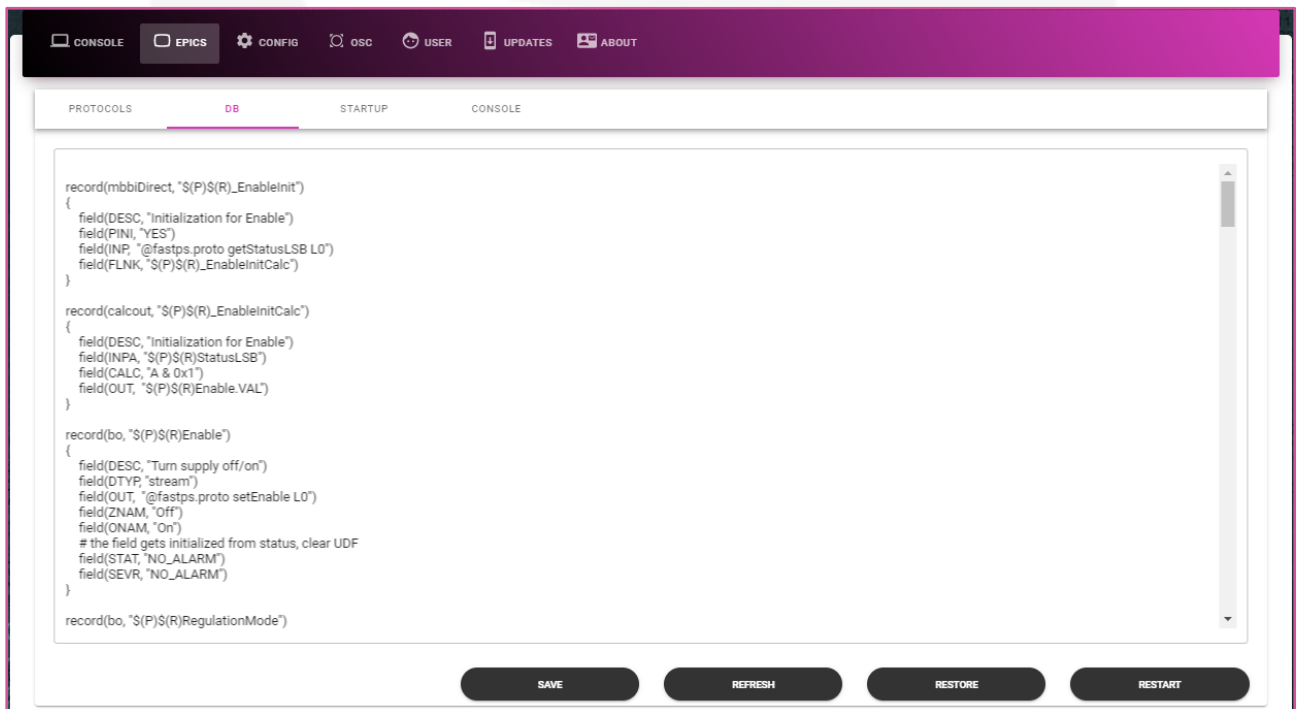 CONSOLE EPICS CONFIG OSC USER UPDATES ABOUT
PROTOCOLS DB STARTUP CONSOLE
record(mbbiDirect, "$(P)$(R)_EnableInit")
{
field(DESC, "Initialization for Enable")
field(PINI, "YES")
field(INP, "@fastps.proto getStatusLSB L0")
field(FLNK, "$(P)$(R)_EnableInitCalc")
}
record(calcout, "$(P)$(R)_EnableInitCalc")
{
field(DESC, "Initialization for Enable")
field(INPA, "$(P)$(R)StatusLSB")
field(CALC, "A & 0x1")
field(OUT, "$(P)$(R)Enable.VAL")
}
record(bo, "$(P)$(R)Enable")
{
field(DESC, "Turn supply off/on")
field(DTYP, "stream")
field(OUT, "@fastps.proto setEnable L0")
field(ZNAM, "Off")
field(ONAM, "On")
# the field gets initialized from status, clear UDF
field(STAT, "NO_ALARM")
field(SEVR, "NO_ALARM")
}
record(bo, "$(P)$(R)RegulationMode")
SAVE REFRESH RESTORE RESTART